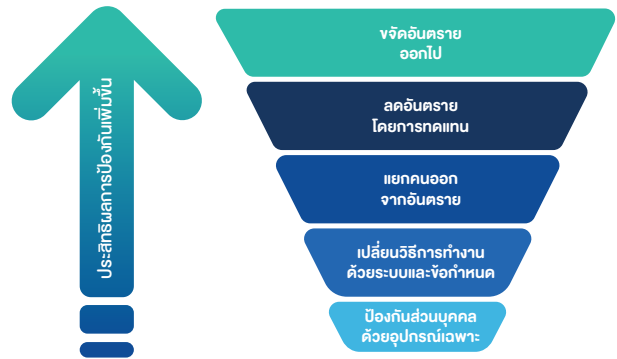 ประสิทธิผลการป้องกันเพิ่มขึ้น
ขจัดอันตราย
ออกไป
ลดอันตราย
โดยการทดแทน
แยกคนออก
จากอันตราย
เปลี่ยนวิธีการทำงาน
ด้วยระบบและข้อกำหนด
ป้องกันส่วนบุคคล
ด้วยอุปกรณ์เฉพาะ